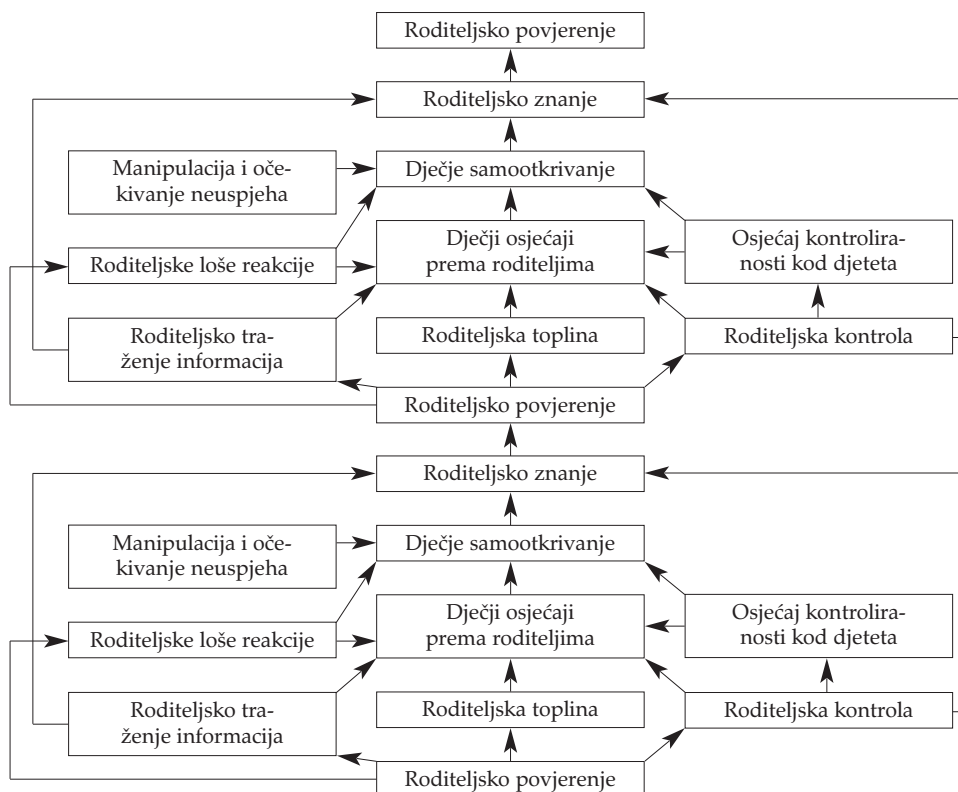 Roditeljsko povjerenje
Roditeljsko znanje
Manipulacija i oče-
kivanje neuspjeha
Dječje samootkrivanje
Roditeljske loše reakcije
Dječji osjećaji
prema roditeljima
Osjećaj kontrolira-
nosti kod djeteta
Roditeljsko tra-
ženje informacija
Roditeljska toplina
Roditeljska kontrola
Roditeljsko povjerenje
Roditeljsko znanje
Manipulacija i oče-
kivanje neuspjeha
Dječje samootkrivanje
Roditeljske loše reakcije
Dječji osjećaji
prema roditeljima
Osjećaj kontrolira-
nosti kod djeteta
Roditeljsko tra-
ženje informacija
Roditeljska toplina
Roditeljska kontrola
Roditeljsko povjerenje